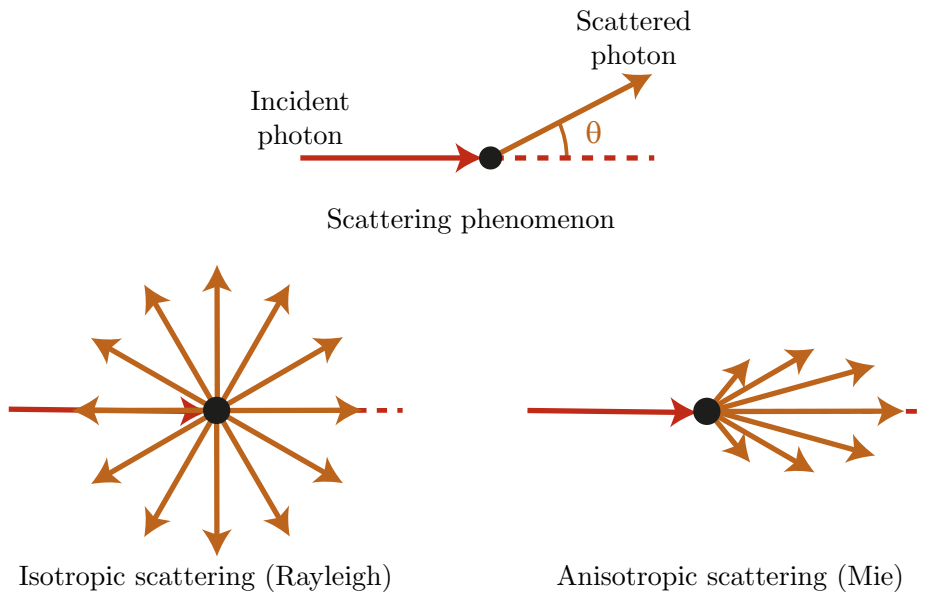 Scattered
photon
Incident
photon
θ
Scattering phenomenon
Isotropic scattering (Rayleigh)
Anisotropic scattering (Mie)